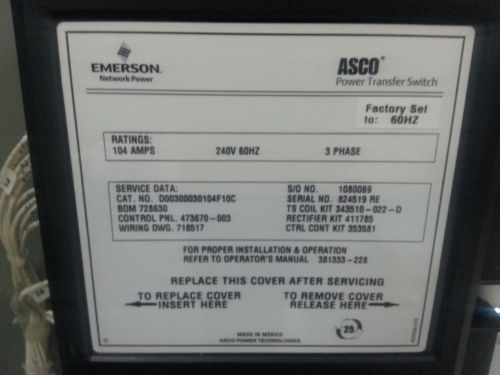 EMERSON
Network Power
ASCO®
Power Transfer Switch
Factory Set
to: 60HZ
RATINGS:
104 AMPS 240V 60HZ 3 PHASE
SERVICE DATA:
CAT. NO. D00300030104F10C
BOM 728630
CONTROL PNL. 473670-003
WIRING DWG. 718517
S/O NO. 1080069
SERIAL NO. 824519 RE
TS COIL KIT 343510-022-D
RECTIFIER KIT 411785
CTRL CONT KIT 353581
FOR PROPER INSTALLATION & OPERATION
REFER TO OPERATOR'S MANUAL 381333-228
REPLACE THIS COVER AFTER SERVICING
TO REPLACE COVER
INSERT HERE
TO REMOVE COVER
RELEASE HERE
25
MADE IN MEXICO
ASCO POWER TECHNOLOGIES